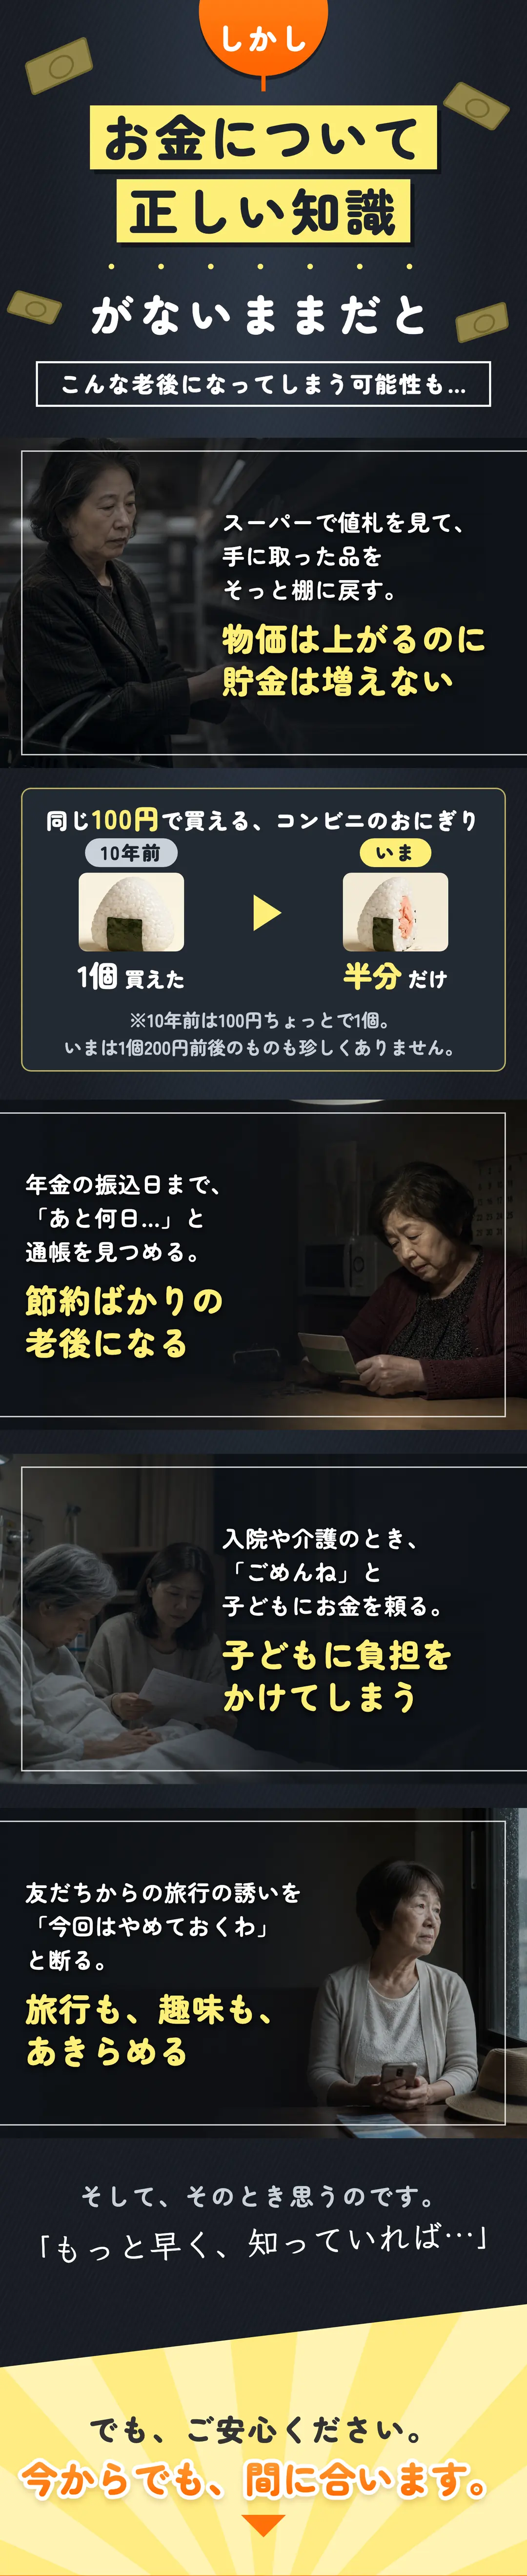 しかし
お金について
正しい知識
がないままだと
こんな老後になってしまう可能性も…
スーパーで値札を見て、
手に取った品を
そっと棚に戻す。
物価は上がるのに
貯金は増えない
同じ100円で買える、コンビニのおにぎり
10年前
いま
1個 買えた
半分 だけ
※10年前は100円ちょっとで1個。
いまは1個200円前後のものも珍しくありません。
年金の振込日まで、
「あと何日…」と
通帳を見つめる。
節約ばかりの
老後になる
入院や介護のとき、
「ごめんね」と
子どもにお金を頼る。
子どもに負担を
かけてしまう
友だちからの旅行の誘いを
「今回はやめておくわ」
と断る。
旅行も、趣味も、
あきらめる
そして、そのとき思うのです。
「もっと早く、知っていれば…」
でも、ご安心ください。
今からでも、間に合います。